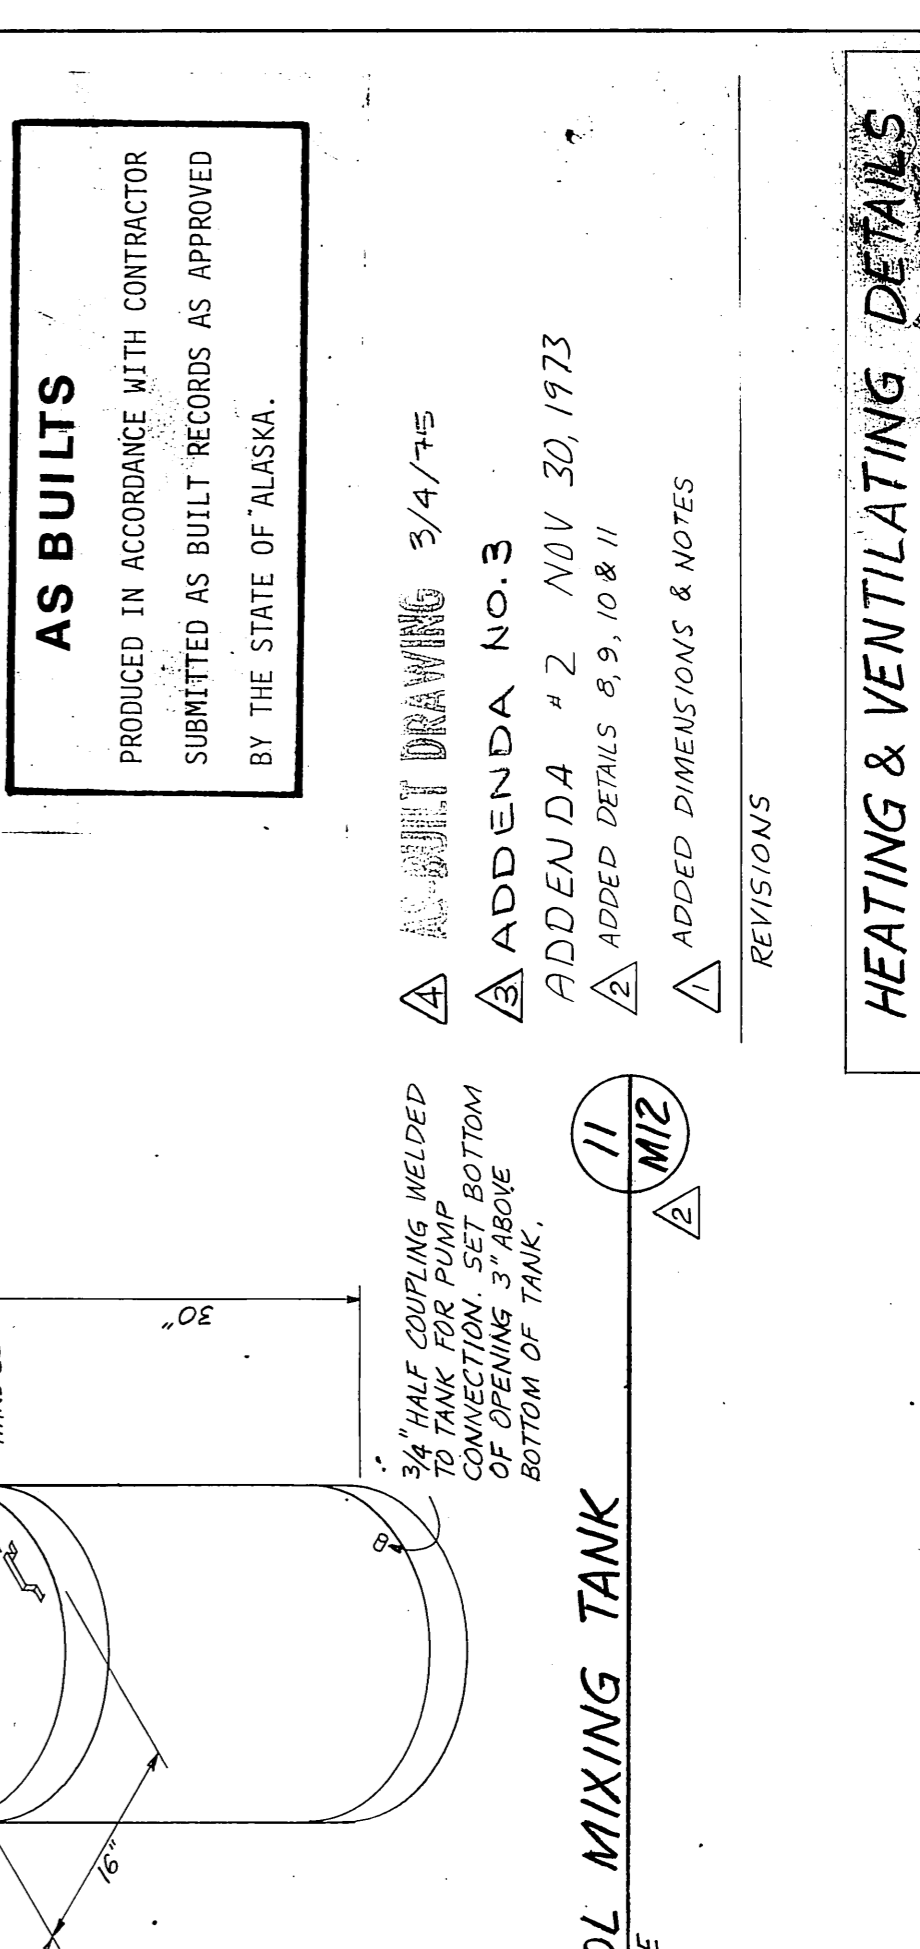 AS BUILTS
PRODUCED IN ACCORDANCE WITH CONTRACTOR
SUBMITTED AS BUILT RECORDS AS APPROVED
BY THE STATE OF ALASKA.
4 AS-BUILT DRAWING 3/4/75
3 ADDENDA NO.3
ADDENDA #2 NOV 30, 1973
2 ADDED DETAILS 8, 9, 10 & 11
1 ADDED DIMENSIONS & NOTES
REVISIONS
HEATING & VENTILATING DETAILS
30"
16"
3/4" HALF COUPLING WELDED
TO TANK FOR PUMP
CONNECTION. SET BOTTOM
OF OPENING 3" ABOVE
BOTTOM OF TANK.
MIXING TANK
11
M12
2